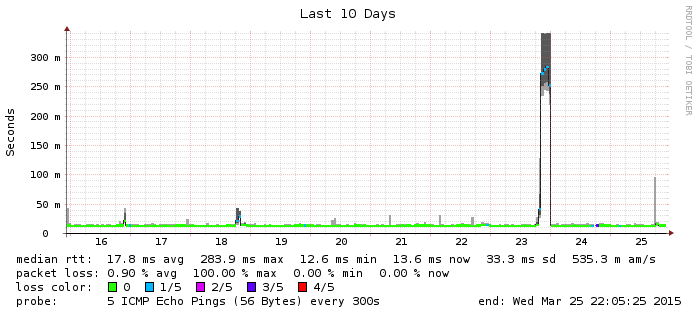 Last 10 Days
RRDTOOL / TOBI OETIKER
Seconds
300 m
250 m
200 m
150 m
100 m
50 m
0
16 17 18 19 20 21 22 23 24 25
median rtt: 17.8 ms avg 283.9 ms max 12.6 ms min 13.6 ms now 33.3 ms sd 535.3 m am/s
packet loss: 0.90 % avg 100.00 % max 0.00 % min 0.00 % now
loss color: 0 1/5 2/5 3/5 4/5
probe: 5 ICMP Echo Pings (56 Bytes) every 300s end: Wed Mar 25 22:05:25 2015